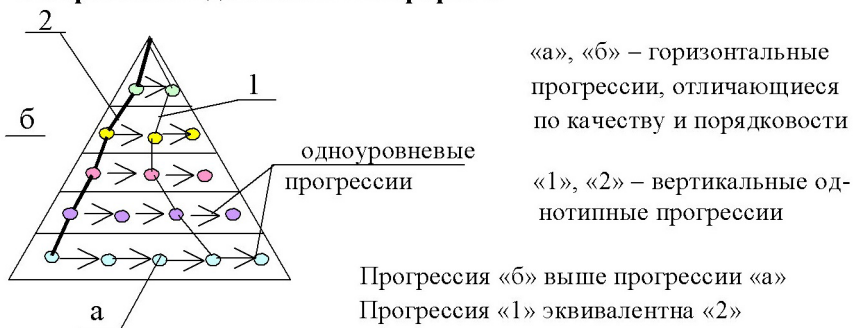 2
1
б
«а», «б» – горизонтальные
прогрессии, отличающиеся
по качеству и порядковости
одноуровневые
прогрессии
«1», «2» – вертикальные од-
нотипные прогрессии
а
Прогрессия «б» выше прогрессии «а»
Прогрессия «1» эквивалентна «2»